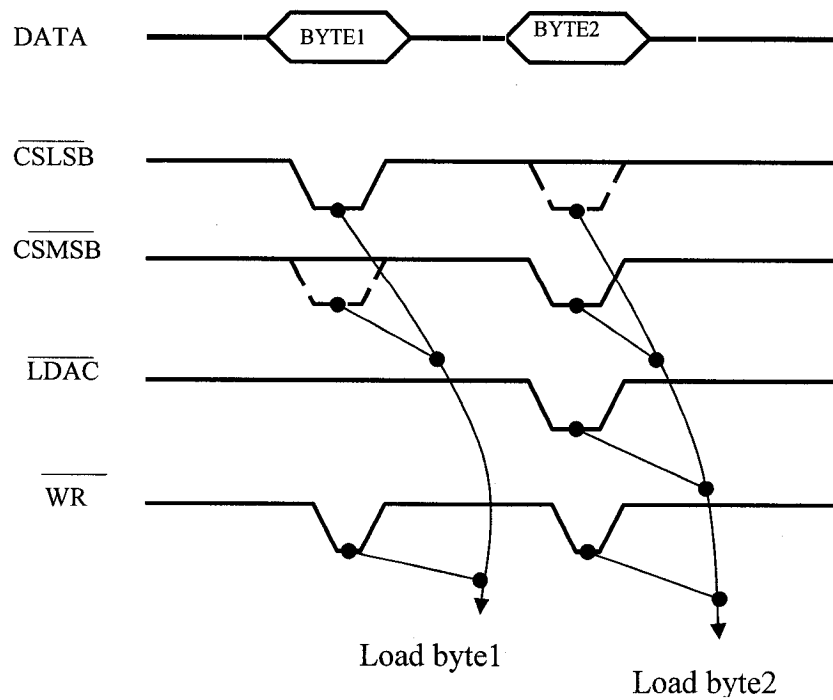 DATA
BYTE1
BYTE2
CSLSB
CSMSB
LDAC
WR
Load byte1
Load byte2